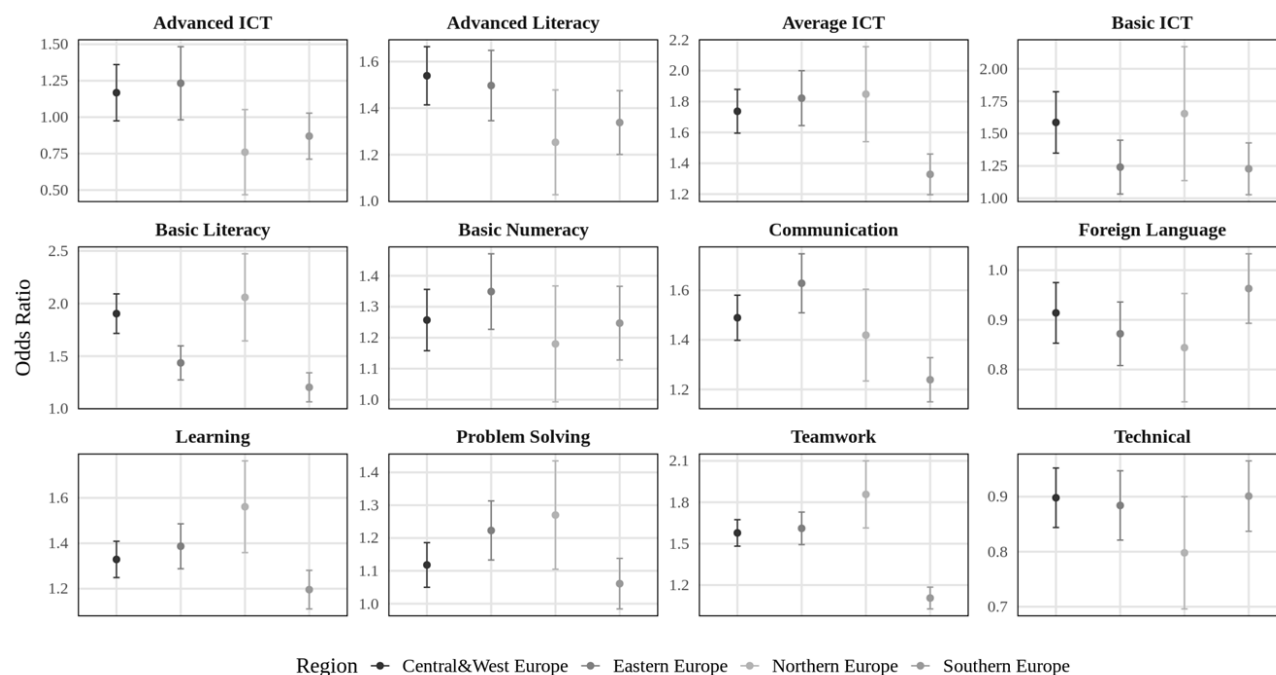 Advanced ICT Advanced Literacy Average ICT Basic ICT
1.50 1.25 1.00 0.75 0.50
1.6 1.4 1.2 1.0
2.2 2.0 1.8 1.6 1.4 1.2
2.00 1.75 1.50 1.25 1.00
Odds Ratio
Basic Literacy Basic Numeracy Communication Foreign Language
2.5 2.0 1.5 1.0
1.4 1.3 1.2 1.1 1.0
1.6 1.4 1.2
1.0 0.9 0.8
Learning Problem Solving Teamwork Technical
1.6 1.4 1.2
1.4 1.3 1.2 1.1 1.0
2.1 1.8 1.5 1.2
0.9 0.8 0.7
Region Central&West Europe Eastern Europe Northern Europe Southern Europe